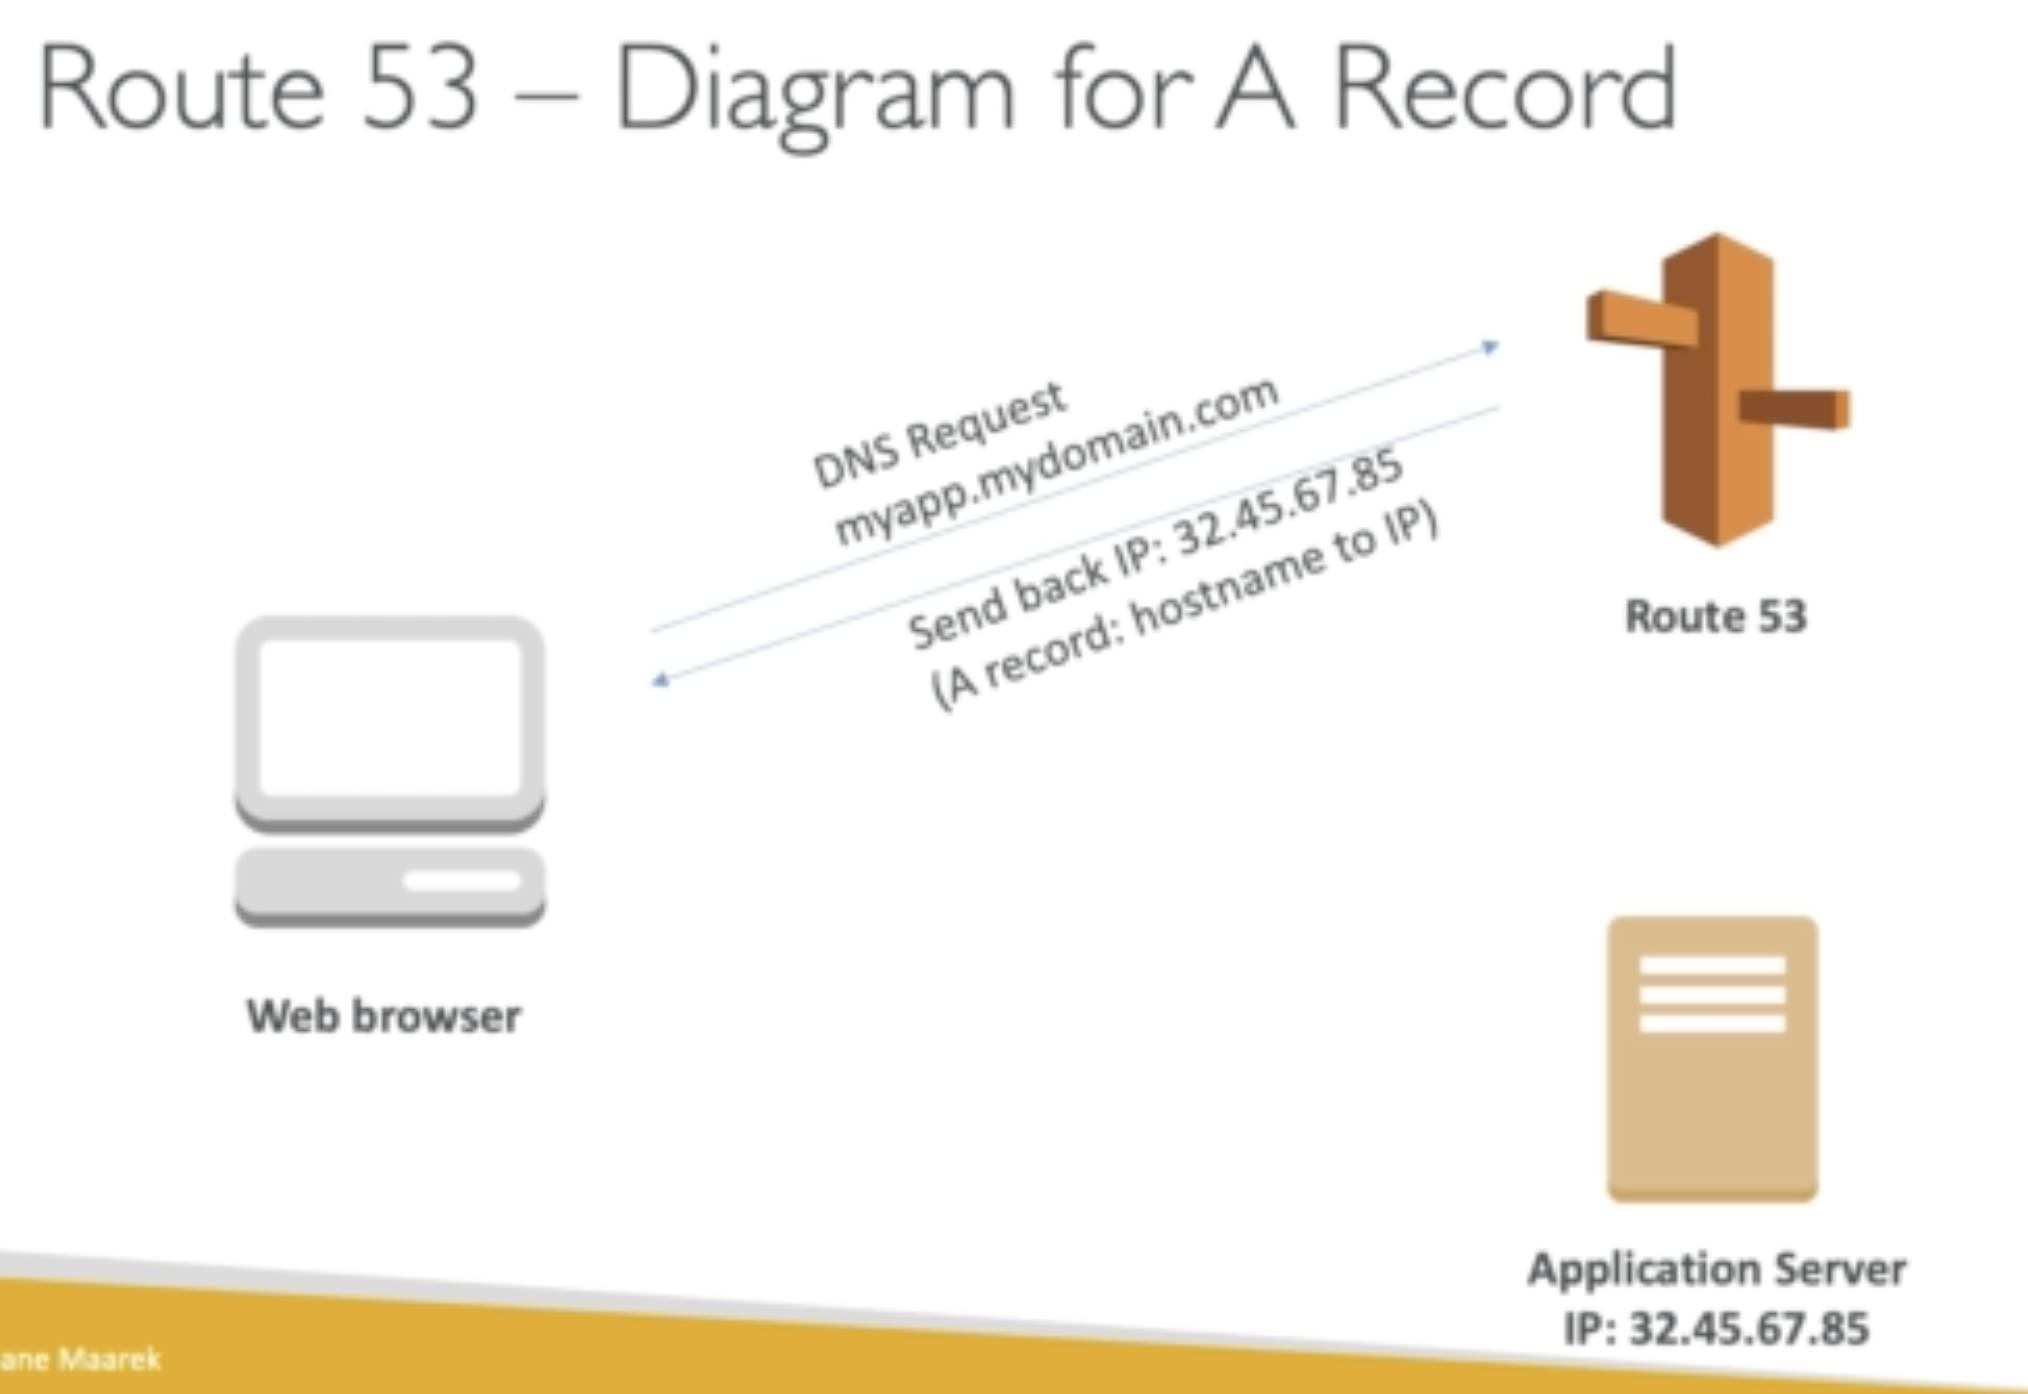 Route 53 – Diagram for A Record
DNS Request
myapp.mydomain.com
Send back IP: 32.45.67.85
(A record: hostname to IP)
Route 53
Web browser
Application Server
IP: 32.45.67.85
Maarek